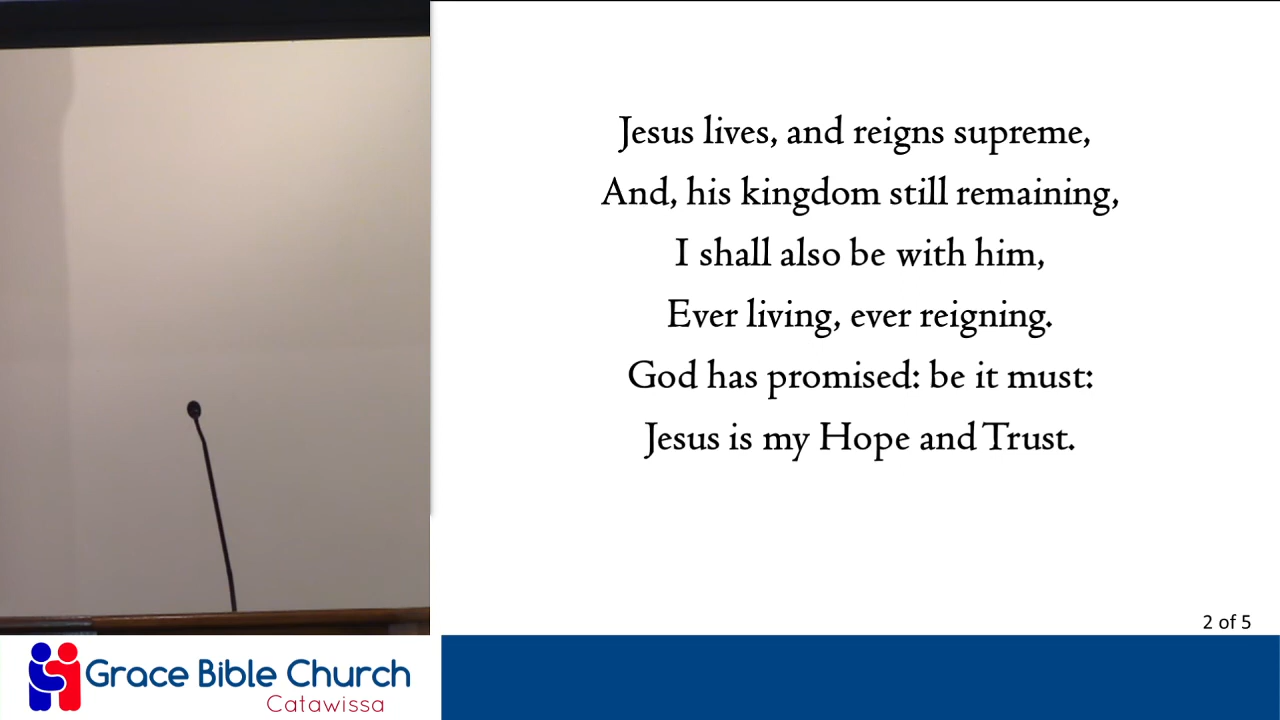 Jesus lives, and reigns supreme,
And, his kingdom still remaining,
I shall also be with him,
Ever living, ever reigning.
God has promised: be it must:
Jesus is my Hope and Trust.
2 of 5
Grace Bible Church
Catawissa